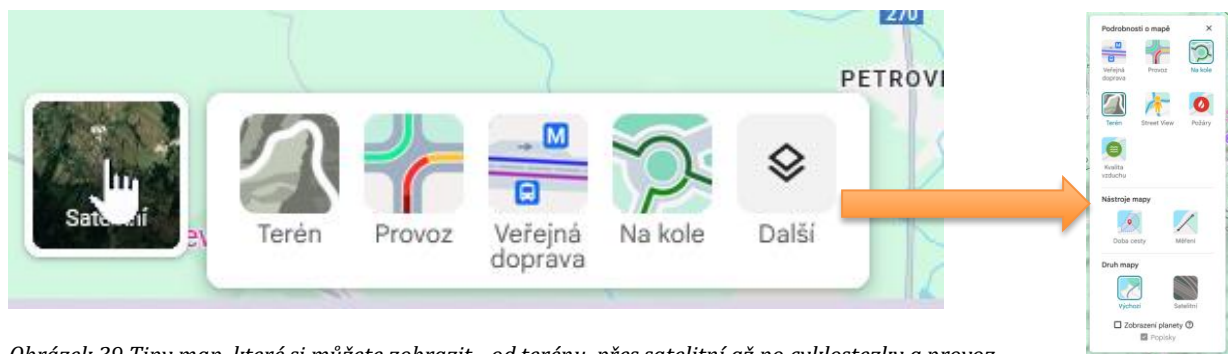 270
PETROV
Satelitní
Terén
Provoz
Veřejná
doprava
Na kole
Další
M
Podrobnosti o mapě
Veřejná
doprava
Provoz
Na kole
Terén
Street View
Požáry
Kvalita
vzduchu
Nástroje mapy
Doba cesty
Měření
Druh mapy
Výchozí
Satelitní
Zobrazení planety
Popisky
Obrázek 39 Typy map, které si můžete zobrazit - od terénu, přes satelitní až po cyklostezky a provoz